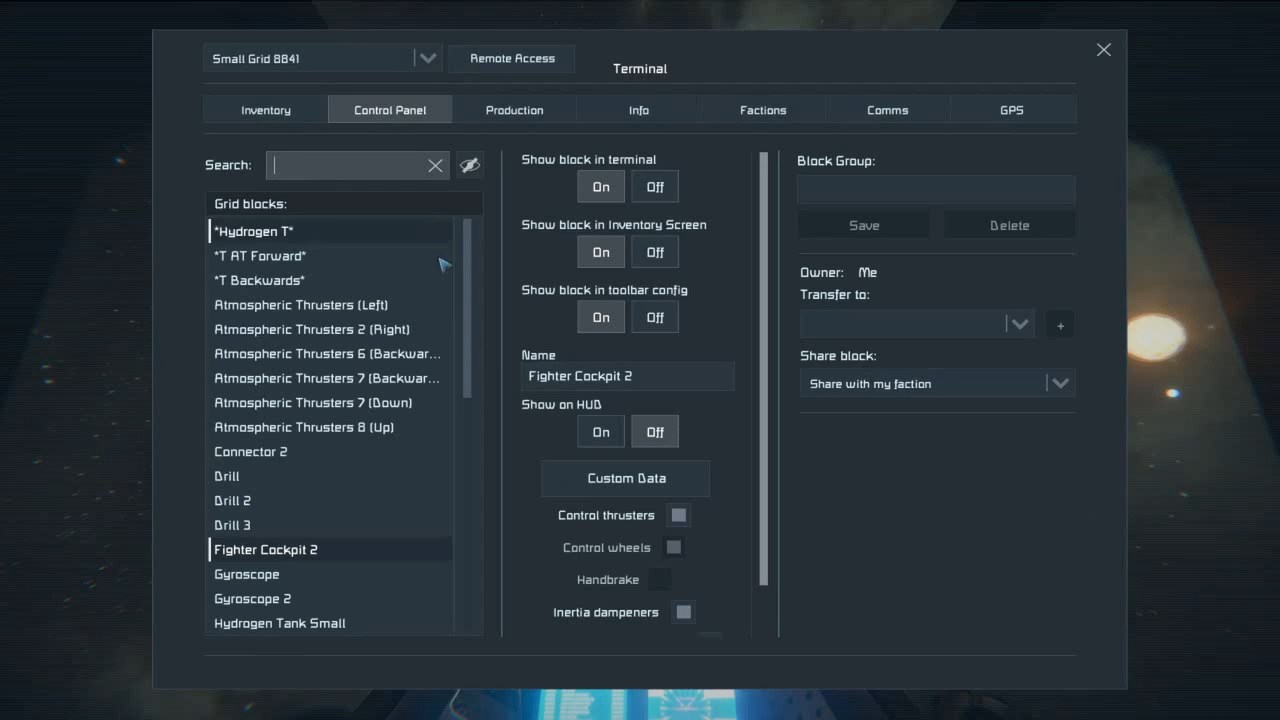 Small Grid 8841
Remote Access
Terminal
Inventory
Control Panel
Production
Info
Factions
Comms
GPS
Search:
Grid blocks:
*Hydrogen T*
*T AT Forward*
*T Backwards*
Atmospheric Thrusters (Left)
Atmospheric Thrusters 2 (Right)
Atmospheric Thrusters 6 (Backwar...
Atmospheric Thrusters 7 (Backwar...
Atmospheric Thrusters 7 (Down)
Atmospheric Thrusters 8 (Up)
Connector 2
Drill
Drill 2
Drill 3
Fighter Cockpit 2
Gyroscope
Gyroscope 2
Hydrogen Tank Small
Show block in terminal
On Off
Show block in Inventory Screen
On Off
Show block in toolbar config
On Off
Name
Fighter Cockpit 2
Show on HUD
On Off
Custom Data
Control thrusters
Control wheels
Handbrake
Inertia dampeners
Block Group:
Save Delete
Owner: Me
Transfer to:
+
Share block:
Share with my faction